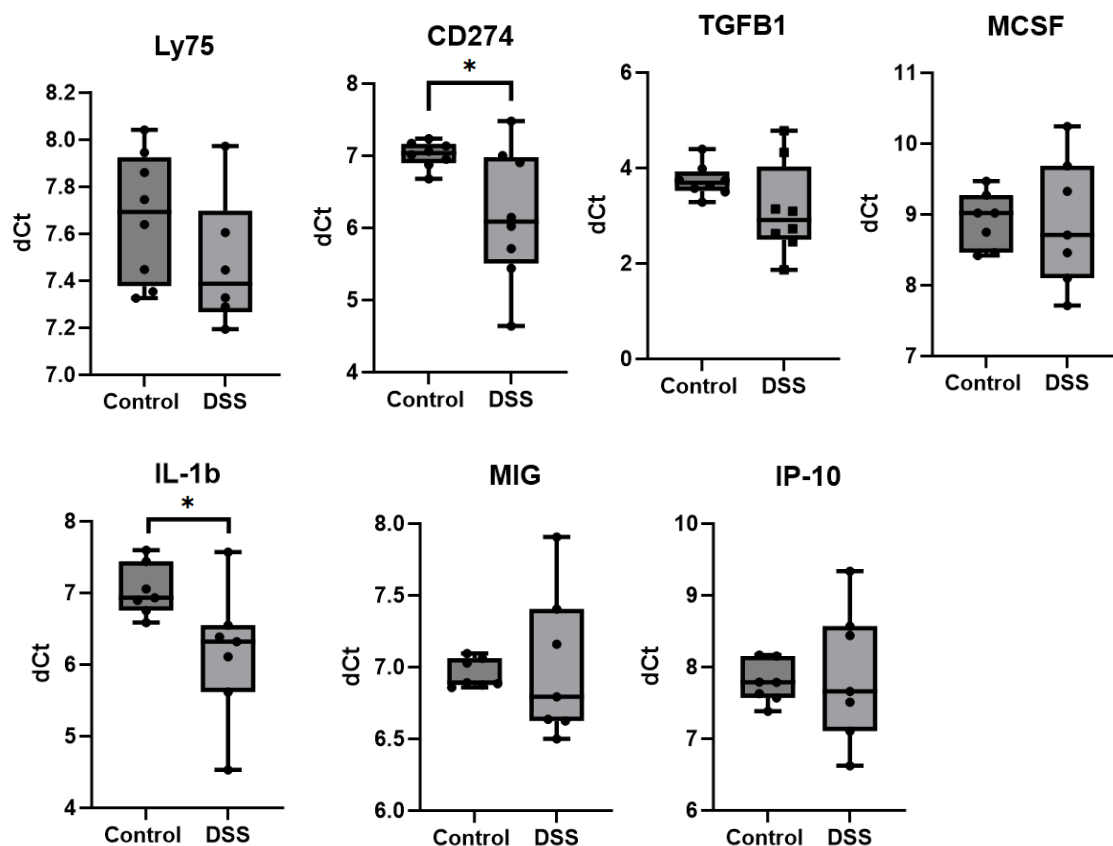 Ly75
dCt
8.2
8.0
7.8
7.6
7.4
7.2
7.0
Control DSS
CD274
*
dCt
8
7
6
5
4
Control DSS
TGFB1
dCt
6
4
2
0
Control DSS
MCSF
dCt
11
10
9
8
7
Control DSS
IL-1b
*
dCt
8
7
6
5
4
Control DSS
MIG
dCt
8.0
7.5
7.0
6.5
6.0
Control DSS
IP-10
dCt
10
9
8
7
6
Control DSS